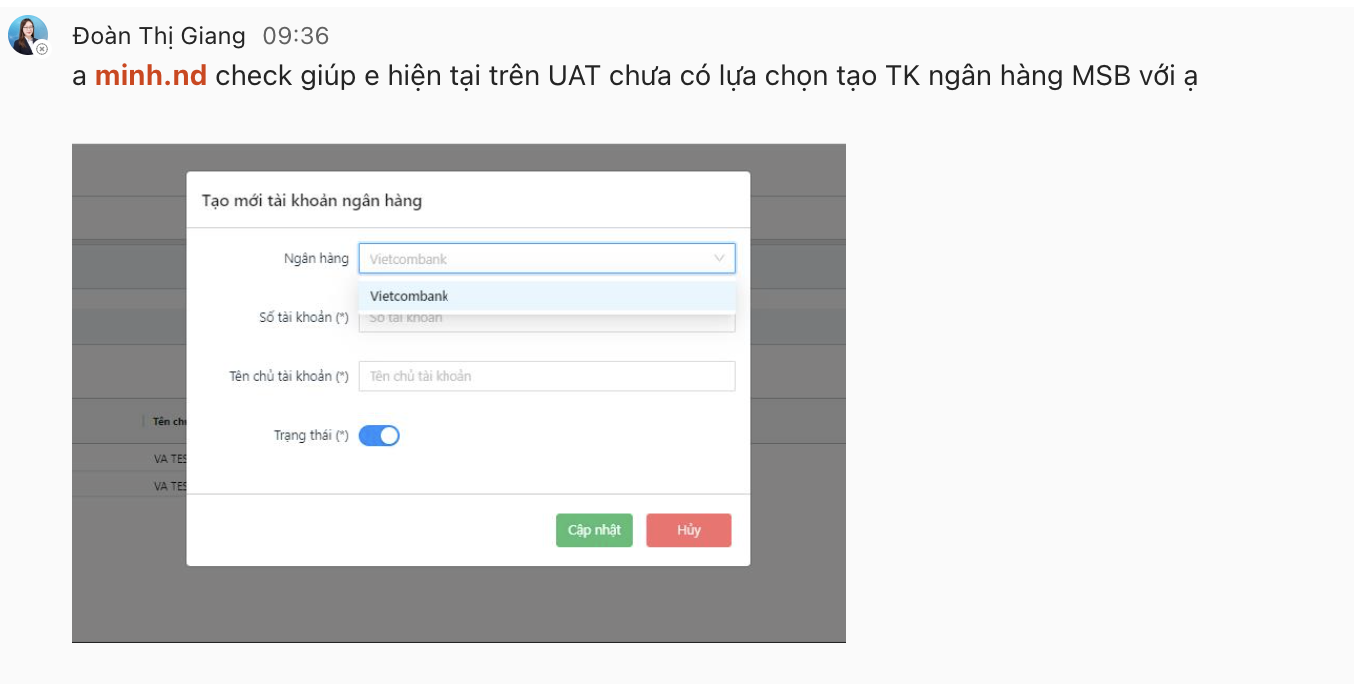 Đoàn Thị Giang 09:36
a minh.nd check giúp e hiện tại trên UAT chưa có lựa chọn tạo TK ngân hàng MSB với ạ
Tạo mới tài khoản ngân hàng
Ngân hàng Vietcombank
Vietcombank
Số tài khoản (*) Số tài khoản
Tên chủ tài khoản (*) Tên chủ tài khoản
Trạng thái (*)
Tên ch
VA TES
VA TES
Cập nhật Hủy